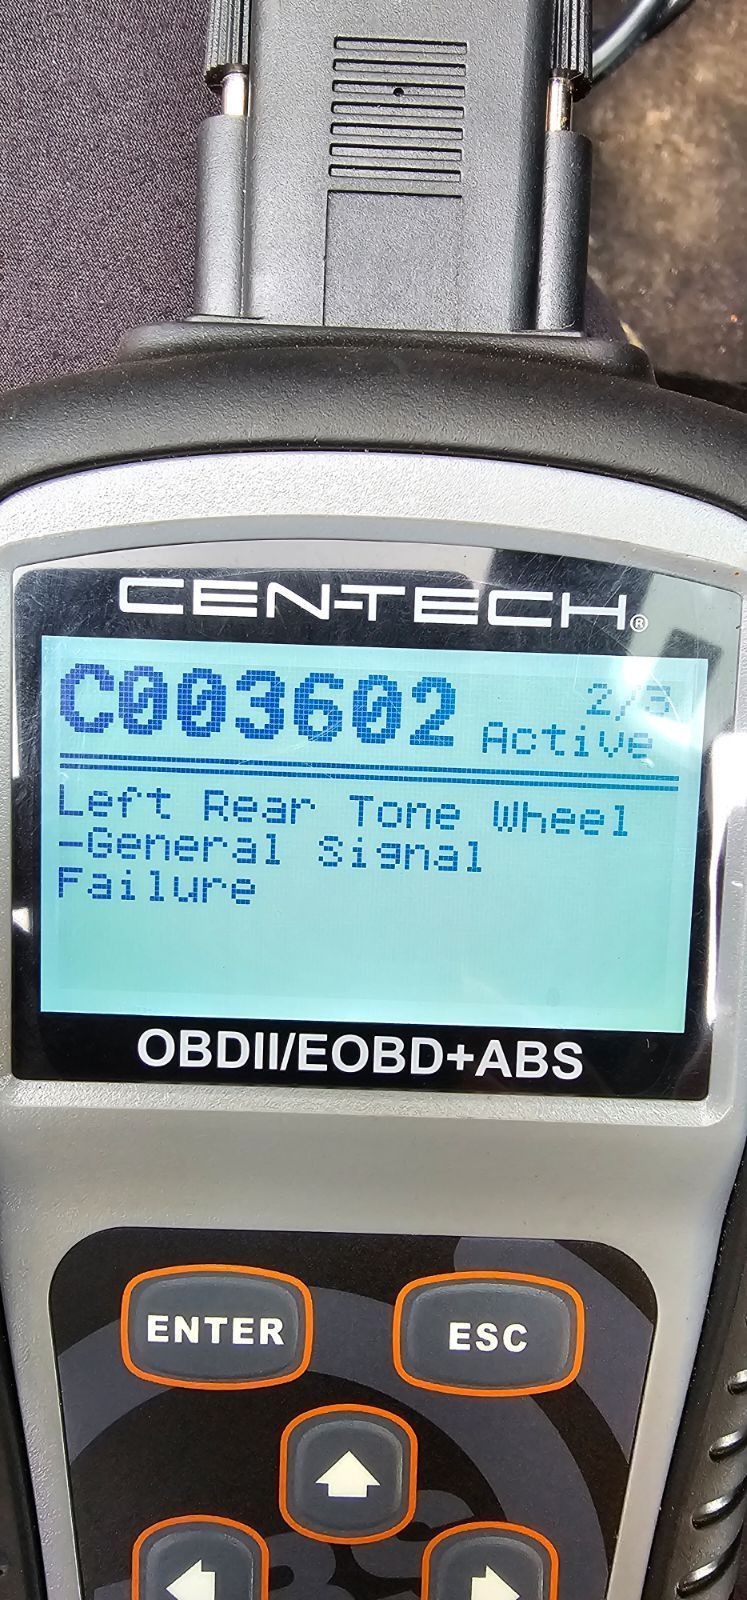 CEN-TECH®
C003602 2/3
Active
Left Rear Tone Wheel
-General Signal
Failure
OBDII/EOBD+ABS
ENTER ESC